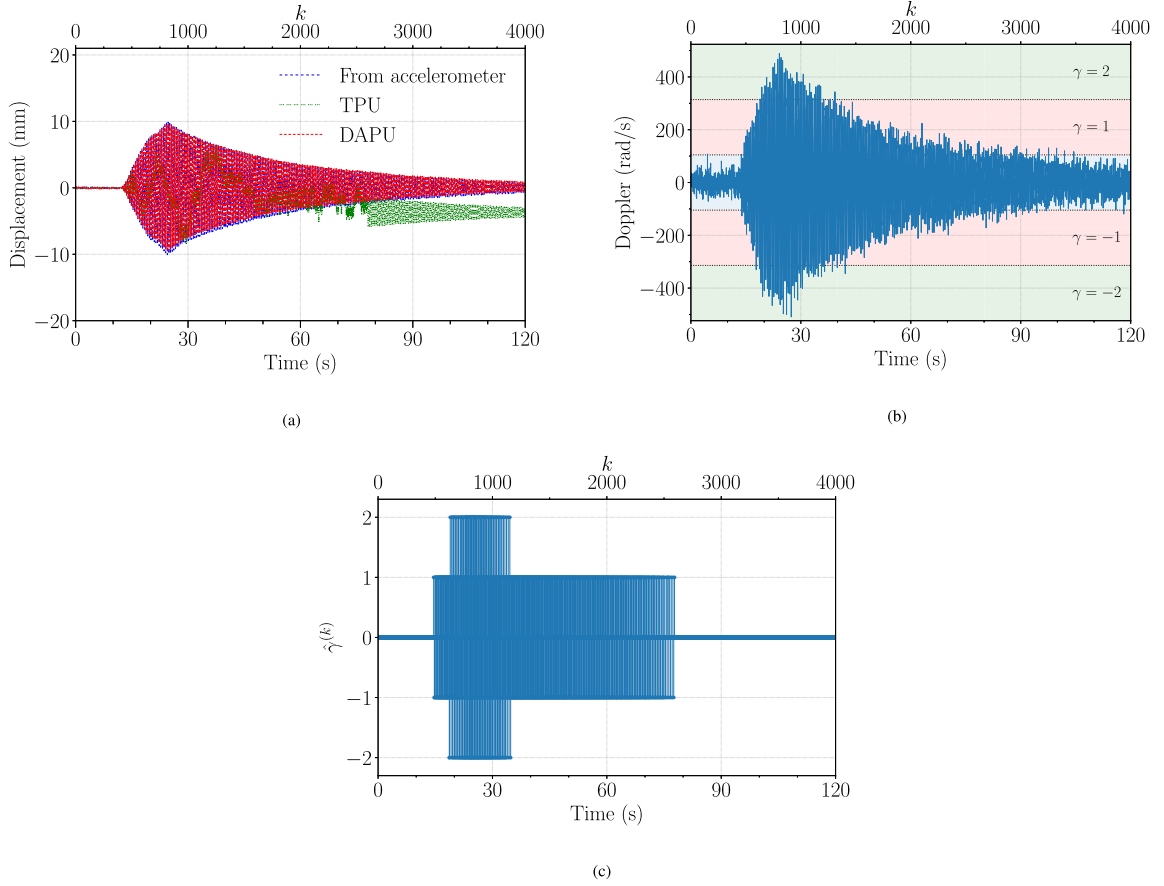 k
0 1000 2000 3000 4000
20
10
0
−10
−20
Displacement (mm)
From accelerometer
TPU
DAPU
0 30 60 90 120
Time (s)
(a)
k
0 1000 2000 3000 4000
400
200
0
−200
−400
Doppler (rad/s)
γ = 2
γ = 1
γ = −1
γ = −2
0 30 60 90 120
Time (s)
(b)
k
0 1000 2000 3000 4000
2
1
0
−1
−2
γ̂^(k)
0 30 60 90 120
Time (s)
(c)